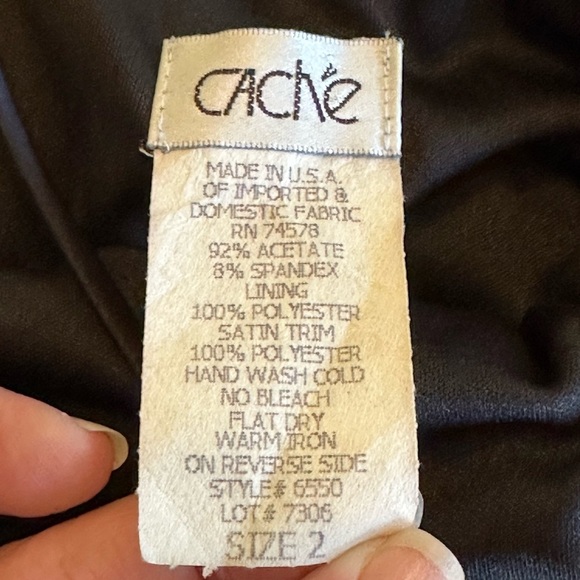 CAChé
MADE IN U.S.A.
OF IMPORTED &
DOMESTIC FABRIC
RN 74578
92% ACETATE
8% SPANDEX
LINING
100% POLYESTER
SATIN TRIM
100% POLYESTER
HAND WASH COLD
NO BLEACH
FLAT DRY
WARM IRON
ON REVERSE SIDE
STYLE# 6550
LOT# 7306
SIZE 2